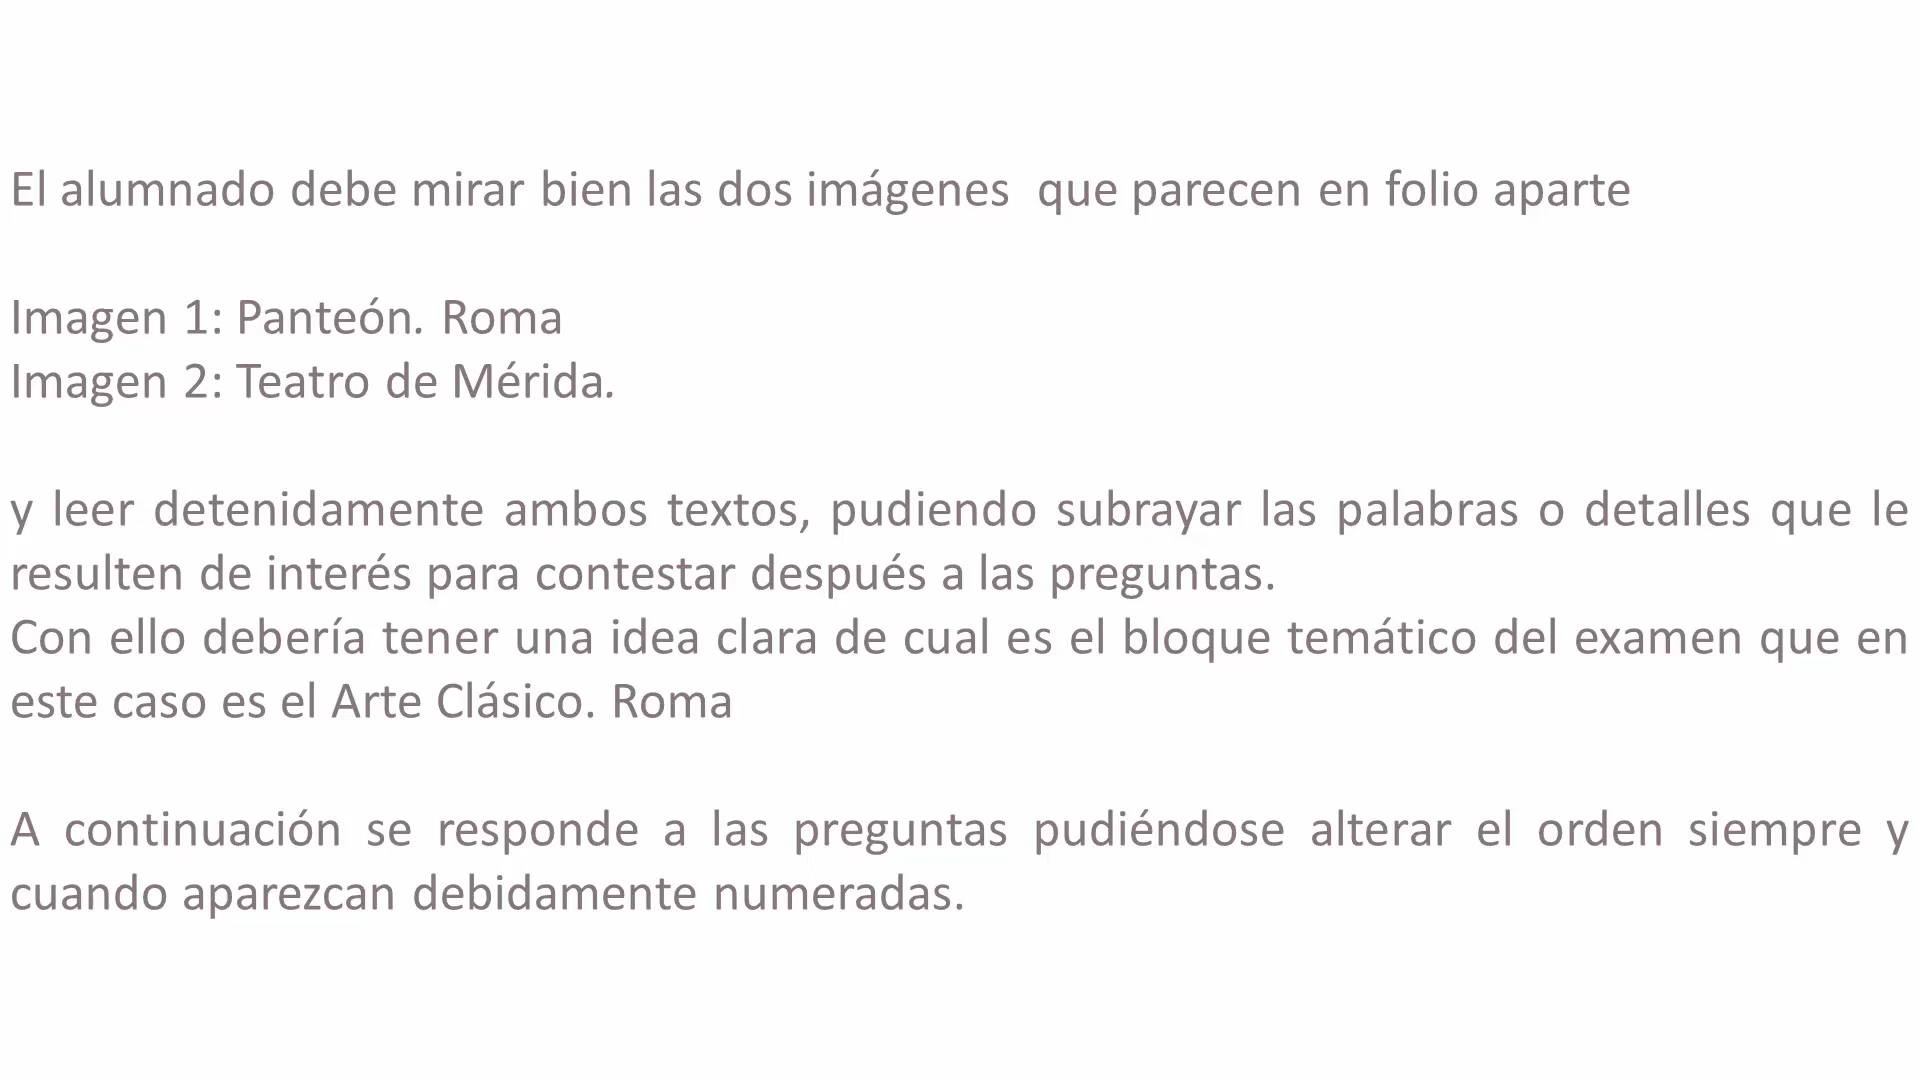 El alumnado debe mirar bien las dos imágenes  que parecen en folio aparte
Imagen 1: Panteón. Roma
Imagen 2: Teatro de Mérida.
y leer detenidamente ambos textos, pudiendo subrayar las palabras o detalles que le
resulten de interés para contestar después a las preguntas.
Con ello debería tener una idea clara de cual es el bloque temático del examen que en
este caso es el Arte Clásico. Roma
A continuación se responde a las preguntas pudiéndose alterar el orden siempre y
cuando aparezcan debidamente numeradas.